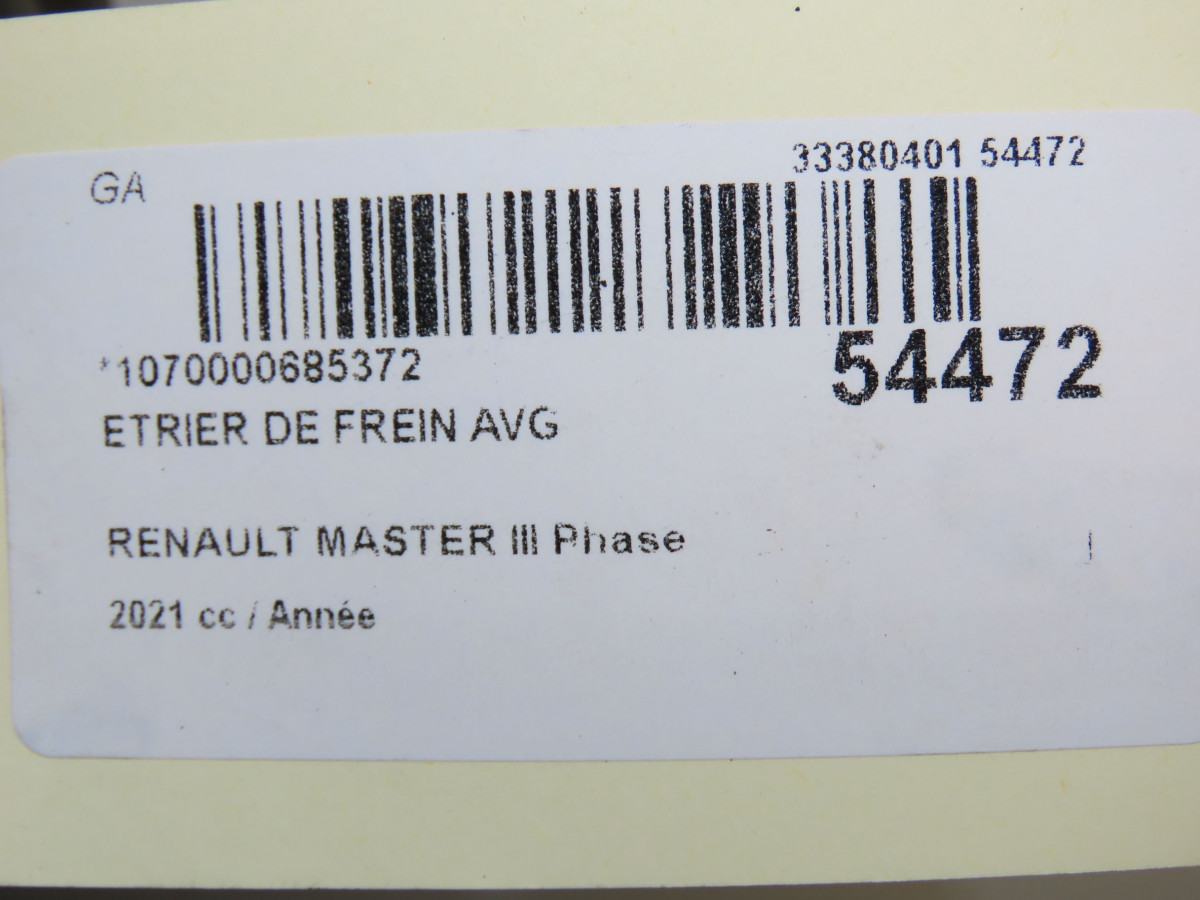 GA
33380401 54472
*1070000685372
54472
ETRIER DE FREIN AVG
RENAULT MASTER III Phase
2021 cc / Année